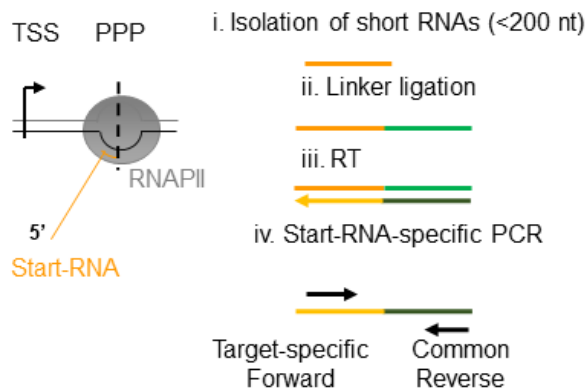 TSS PPP
RNAPII
5'
Start-RNA
i. Isolation of short RNAs (<200 nt)
ii. Linker ligation
iii. RT
iv. Start-RNA-specific PCR
Target-specific Common
Forward Reverse